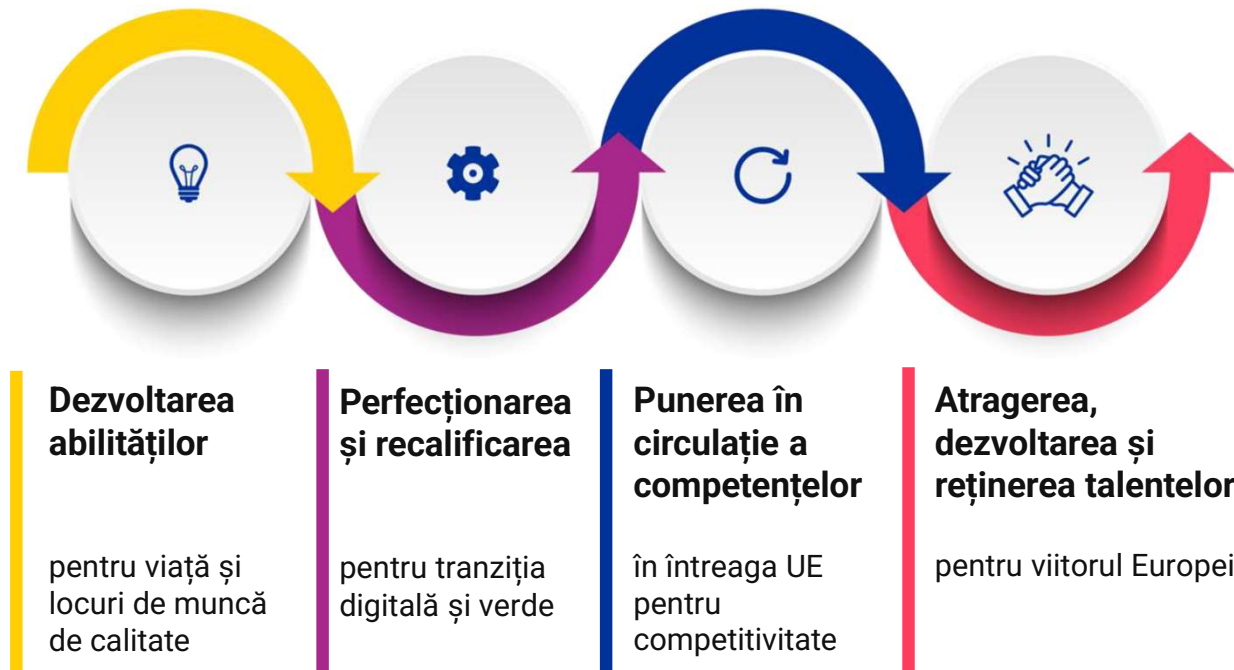 Dezvoltarea
abilităților
pentru viață și
locuri de muncă
de calitate
Perfecționarea
și recalificarea
pentru tranziția
digitală și verde
Punerea în
circulație a
competențelor
în întreaga UE
pentru
competitivitate
Atragerea,
dezvoltarea și
reținerea talentelor
pentru viitorul Europei